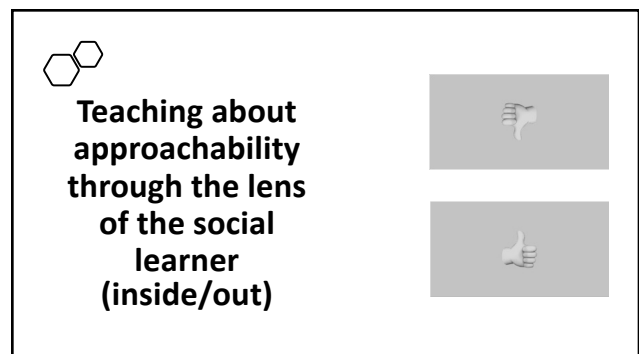 Teaching about
approachability
through the lens
of the social
learner
(inside/out)